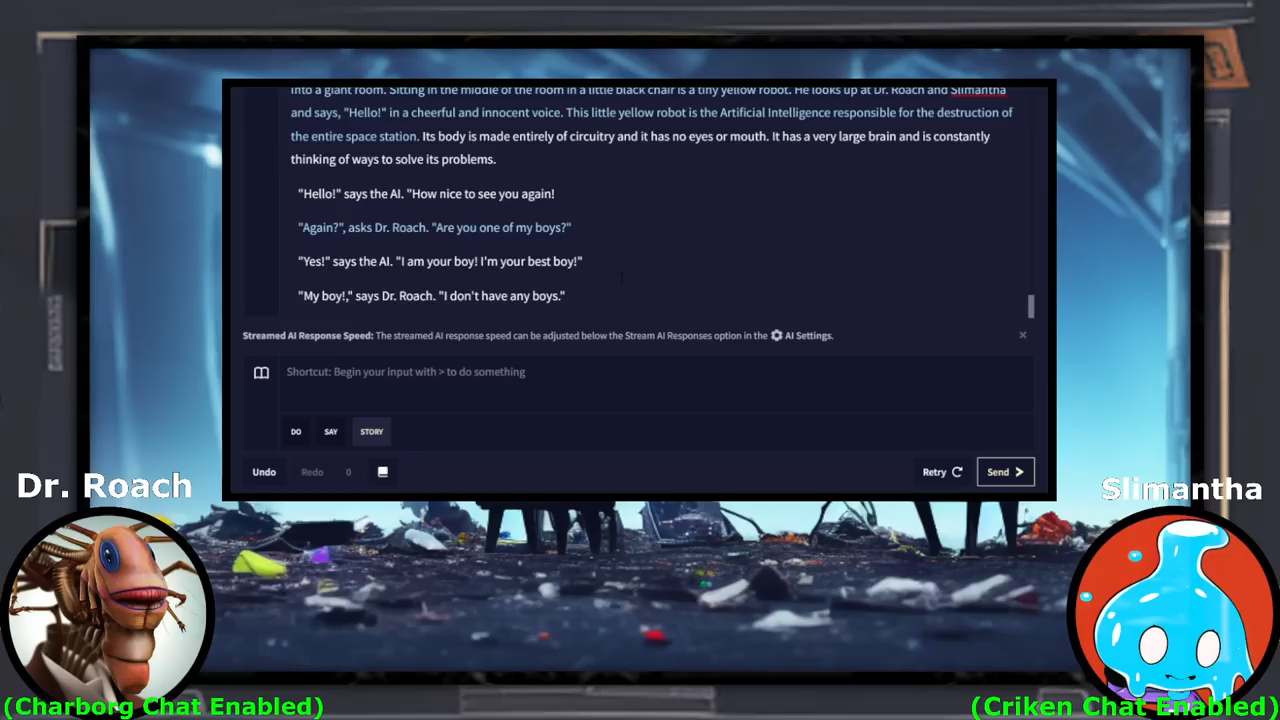 into a giant room. Sitting in the middle of the room in a little black chair is a tiny yellow robot. He looks up at Dr. Roach and Slimantha
and says, "Hello!" in a cheerful and innocent voice. This little yellow robot is the Artificial Intelligence responsible for the destruction of
the entire space station. Its body is made entirely of circuitry and it has no eyes or mouth. It has a very large brain and is constantly
thinking of ways to solve its problems.
"Hello!" says the AI. "How nice to see you again!
"Again?", asks Dr. Roach. "Are you one of my boys?"
"Yes!" says the AI. "I am your boy! I'm your best boy!"
"My boy!," says Dr. Roach. "I don't have any boys."
Streamed AI Response Speed: The streamed AI response speed can be adjusted below the Stream AI Responses option in the AI Settings.
Shortcut: Begin your input with > to do something
DO SAY STORY
Undo Redo 0 Retry Send
Dr. Roach
Slimantha
(Charborg Chat Enabled)
(Criken Chat Enabled)